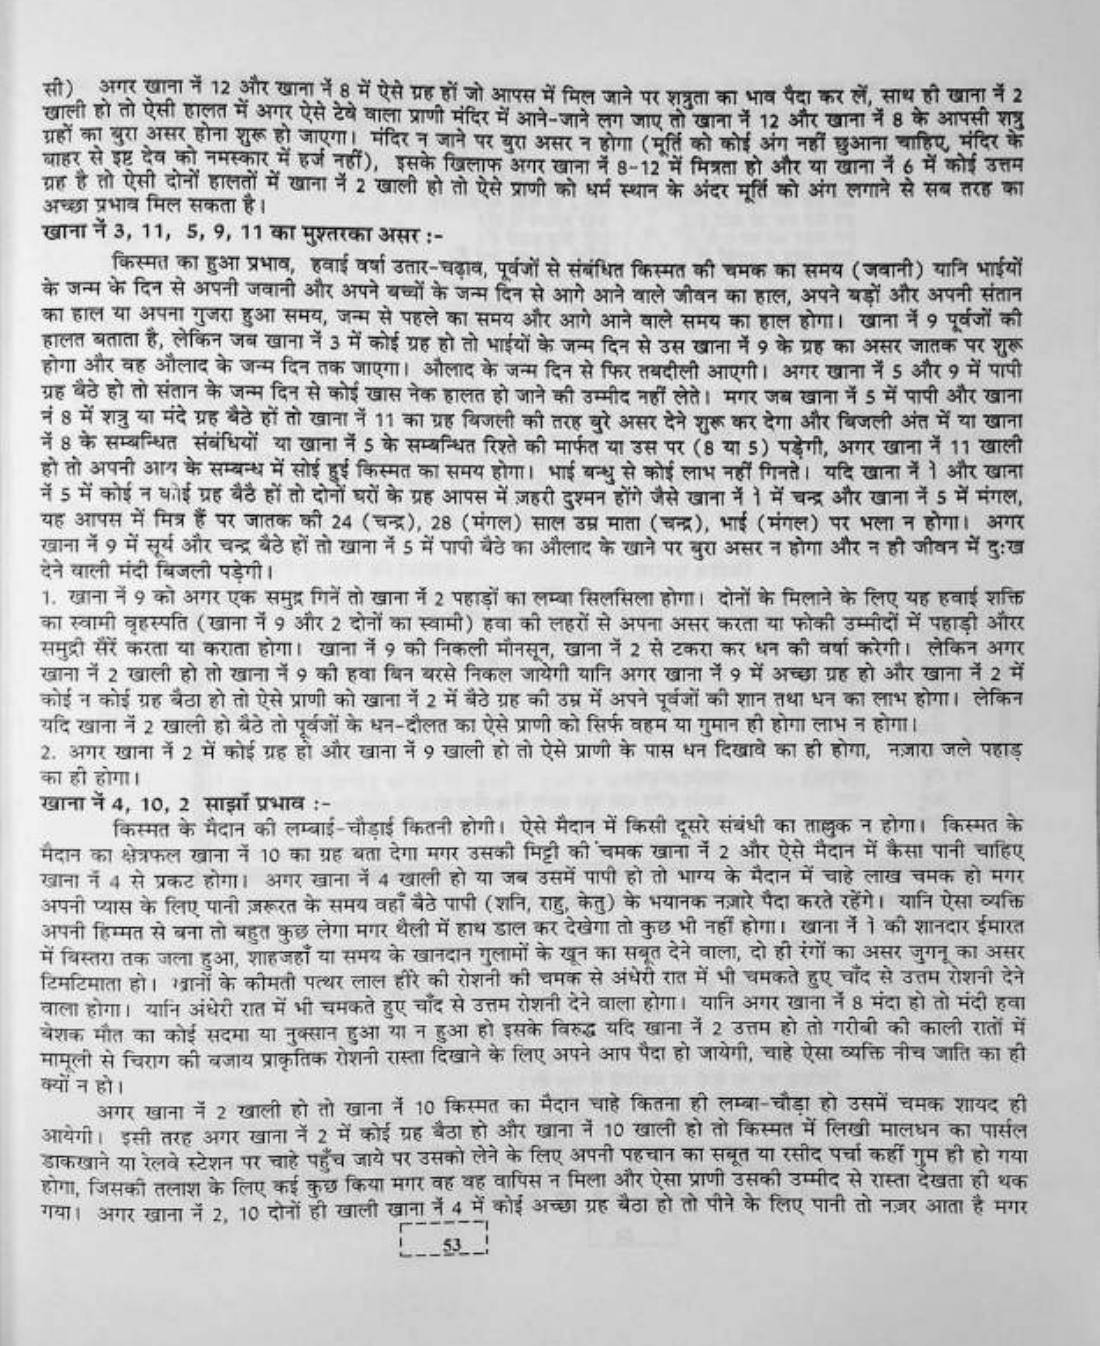 सी) अगर खाना नें 12 और खाना नें 8 में ऐसे ग्रह हों जो आपस में मिल जाने पर शत्रुता का भाव पैदा कर लें, साथ ही खाना नें 2
खाली हो तो ऐसी हालत में अगर ऐसे टेवे वाला प्राणी मंदिर में आने-जाने लग जाए तो खाना नें 12 और खाना नें 8 के आपसी शत्रु
ग्रहों का बुरा असर होना शुरू हो जाएगा। मंदिर न जाने पर बुरा असर न होगा (मूर्ति को कोई अंग नहीं छुआना चाहिए, मंदिर के
बाहर से इष्ट देव को नमस्कार में हर्ज नहीं), इसके खिलाफ अगर खाना नें 8-12 में मित्रता हो और या खाना नें 6 में कोई उत्तम
ग्रह है तो ऐसी दोनों हालतों में खाना नें 2 खाली हो तो ऐसे प्राणी को धर्म स्थान के अंदर मूर्ति को अंग लगाने से सब तरह का
अच्छा प्रभाव मिल सकता है।
खाना नें 3, 11, 5, 9, 11 का मुश्तरका असर :-
किस्मत का हुआ प्रभाव, हवाई वर्षा उतार-चढ़ाव, पूर्वजों से संबंधित किस्मत की चमक का समय (जवानी) यानि भाईयों
के जन्म के दिन से अपनी जवानी और अपने बच्चों के जन्म दिन से आगे आने वाले जीवन का हाल, अपने बड़ों और अपनी संतान
का हाल या अपना गुजरा हुआ समय, जन्म से पहले का समय और आगे आने वाले समय का हाल होगा। खाना नें 9 पूर्वजों की
हालत बताता है, लेकिन जब खाना नें 3 में कोई ग्रह हो तो भाईयों के जन्म दिन से उस खाना नें 9 के ग्रह का असर जातक पर शुरू
होगा और वह औलाद के जन्म दिन तक जाएगा। औलाद के जन्म दिन से फिर तबदीली आएगी। अगर खाना नें 5 और 9 में पापी
ग्रह बैठे हो तो संतान के जन्म दिन से कोई खास नेक हालत हो जाने की उम्मीद नहीं लेते। मगर जब खाना नें 5 में पापी और खाना
नं 8 में शत्रु या मंदे ग्रह बैठे हों तो खाना नें 11 का ग्रह बिजली की तरह बुरे असर देने शुरू कर देगा और बिजली अंत में या खाना
नें 8 के सम्बन्धित संबंधियों या खाना नें 5 के सम्बन्धित रिश्ते की मार्फत या उस पर (8 या 5) पड़ेगी, अगर खाना नें 11 खाली
हो तो अपनी आय के सम्बन्ध में सोई हुई किस्मत का समय होगा। भाई बन्धु से कोई लाभ नहीं गिनते। यदि खाना नें 1 और खाना
नें 5 में कोई न कोई ग्रह बैठे हों तो दोनों घरों के ग्रह आपस में ज़हरी दुश्मन होंगे जैसे खाना नें 1 में चन्द्र और खाना नें 5 में मंगल,
यह आपस में मित्र हैं पर जातक की 24 (चन्द्र), 28 (मंगल) साल उम्र माता (चन्द्र), भाई (मंगल) पर भला न होगा। अगर
खाना नें 9 में सूर्य और चन्द्र बैठे हों तो खाना नें 5 में पापी बैठे का औलाद के खाने पर बुरा असर न होगा और न ही जीवन में दुःख
देने वाली मंदी बिजली पड़ेगी।
1. खाना नें 9 को अगर एक समुद्र गिनें तो खाना नें 2 पहाड़ों का लम्बा सिलसिला होगा। दोनों के मिलाने के लिए यह हवाई शक्ति
का स्वामी वृहस्पति (खाना नें 9 और 2 दोनों का स्वामी) हवा की लहरों से अपना असर करता या फोकी उम्मीदों में पहाड़ी औरर
समुद्री सैरें करता या कराता होगा। खाना नें 9 की निकली मौनसून, खाना नें 2 से टकरा कर धन की वर्षा करेगी। लेकिन अगर
खाना नें 2 खाली हो तो खाना नें 9 की हवा बिन बरसे निकल जायेगी यानि अगर खाना नें 9 में अच्छा ग्रह हो और खाना नें 2 में
कोई न कोई ग्रह बैठा हो तो ऐसे प्राणी को खाना नें 2 में बैठे ग्रह की उम्र में अपने पूर्वजों की शान तथा धन का लाभ होगा। लेकिन
यदि खाना नें 2 खाली हो बैठे तो पूर्वजों के धन-दौलत का ऐसे प्राणी को सिर्फ वहम या गुमान ही होगा लाभ न होगा।
2. अगर खाना नें 2 में कोई ग्रह हो और खाना नें 9 खाली हो तो ऐसे प्राणी के पास धन दिखावे का ही होगा, नज़ारा जले पहाड़
का ही होगा।
खाना नें 4, 10, 2 साझाँ प्रभाव :-
किस्मत के मैदान की लम्बाई-चौड़ाई कितनी होगी। ऐसे मैदान में किसी दूसरे संबंधी का ताल्लुक न होगा। किस्मत के
मैदान का क्षेत्रफल खाना नें 10 का ग्रह बता देगा मगर उसकी मिट्टी की चमक खाना नें 2 और ऐसे मैदान में कैसा पानी चाहिए
खाना नें 4 से प्रकट होगा। अगर खाना नें 4 खाली हो या जब उसमें पापी हो तो भाग्य के मैदान में चाहे लाख चमक हो मगर
अपनी प्यास के लिए पानी ज़रूरत के समय वहाँ बैठे पापी (शनि, राहु, केतु) के भयानक नज़ारे पैदा करते रहेंगे। यानि ऐसा व्यक्ति
अपनी हिम्मत से बना तो बहुत कुछ लेगा मगर थैली में हाथ डाल कर देखेगा तो कुछ भी नहीं होगा। खाना नें 1 की शानदार ईमारत
में बिस्तरा तक जला हुआ, शाहजहाँ या समय के खानदान गुलामों के खून का सबूत देने वाला, दो ही रंगों का असर जुगनू का असर
टिमटिमाता हो। खानों के कीमती पत्थर लाल हीरे की रोशनी की चमक से अंधेरी रात में भी चमकते हुए चाँद से उत्तम रोशनी देने
वाला होगा। यानि अंधेरी रात में भी चमकते हुए चाँद से उत्तम रोशनी देने वाला होगा। यानि अगर खाना नें 8 मंदा हो तो मंदी हवा
बेशक मौत का कोई सदमा या नुक्सान हुआ या न हुआ हो इसके विरुद्ध यदि खाना नें 2 उत्तम हो तो गरीबी की काली रातों में
मामूली से चिराग की बजाय प्राकृतिक रोशनी रास्ता दिखाने के लिए अपने आप पैदा हो जायेगी, चाहे ऐसा व्यक्ति नीच जाति का ही
क्यों न हो।
अगर खाना नें 2 खाली हो तो खाना नें 10 किस्मत का मैदान चाहे कितना ही लम्बा-चौड़ा हो उसमें चमक शायद ही
आयेगी। इसी तरह अगर खाना नें 2 में कोई ग्रह बैठा हो और खाना नें 10 खाली हो तो किस्मत में लिखी मालधन का पार्सल
डाकखाने या रेलवे स्टेशन पर चाहे पहुँच जाये पर उसको लेने के लिए अपनी पहचान का सबूत या रसीद पर्चा कहीं गुम ही हो गया
होगा, जिसकी तलाश के लिए कई कुछ किया मगर वह वह वापिस न मिला और ऐसा प्राणी उसकी उम्मीद से रास्ता देखता ही थक
गया। अगर खाना नें 2, 10 दोनों ही खाली खाना नें 4 में कोई अच्छा ग्रह बैठा हो तो पीने के लिए पानी तो नज़र आता है मगर
53